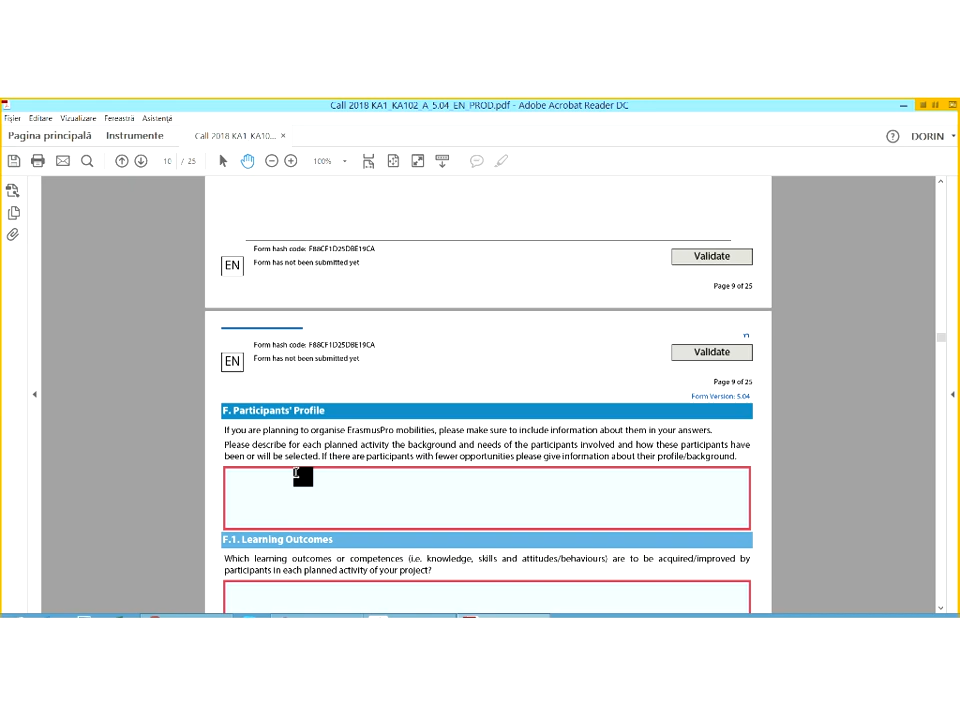 Call 2018 KA1_KA102_A_5.04_EN_PROD.pdf - Adobe Acrobat Reader DC
Fișier Editare Vizualizare Fereastră Asistență
Pagina principală Instrumente Call 2018 KA1 KA10... ×
DORIN
10 / 25 100%
Form hash code: F88CF1D25DBE19CA
EN Form has not been submitted yet
Validate
Page 9 of 25
Form hash code: F88CF1D25DBE19CA
EN Form has not been submitted yet
Validate
Page 9 of 25
Form Version: 5.04
F. Participants' Profile
If you are planning to organise ErasmusPro mobilities, please make sure to include information about them in your answers.
Please describe for each planned activity the background and needs of the participants involved and how these participants have
been or will be selected. If there are participants with fewer opportunities please give information about their profile/background.
F.1. Learning Outcomes
Which learning outcomes or competences (i.e. knowledge, skills and attitudes/behaviours) are to be acquired/improved by
participants in each planned activity of your project?